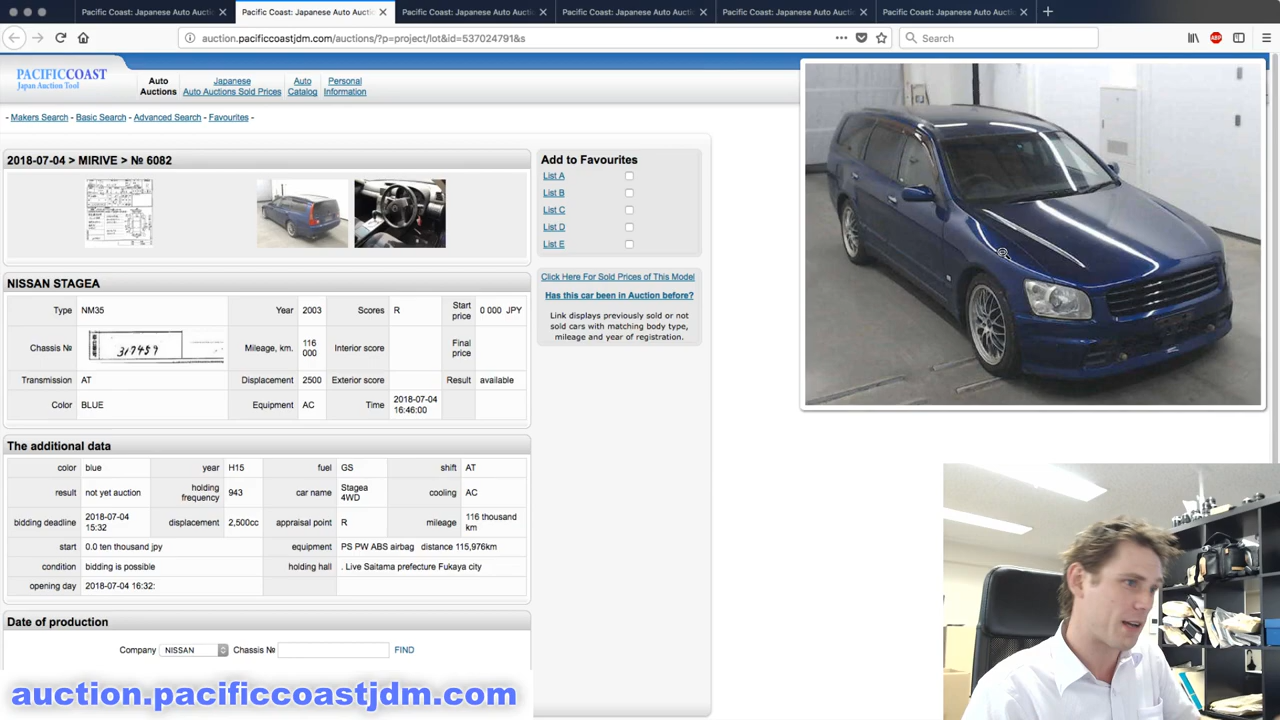 Pacific Coast: Japanese Auto Aucti
Pacific Coast: Japanese Auto Aucti
Pacific Coast: Japanese Auto Aucti
Pacific Coast: Japanese Auto Aucti
Pacific Coast: Japanese Auto Aucti
Pacific Coast: Japanese Auto Aucti
auction.pacificcoastjdm.com/auctions/?p=project/lot&id=537024791&s
Search
ABP
PACIFICCOAST
Japan Auction Tool
Auto Auctions
Japanese Auto Auctions Sold Prices
Auto Catalog
Personal Information
- Makers Search - Basic Search - Advanced Search - Favourites -
2018-07-04 > MIRIVE > № 6082
Add to Favourites
List A
List B
List C
List D
List E
Click Here For Sold Prices of This Model
Has this car been in Auction before?
Link displays previously sold or not
sold cars with matching body type,
mileage and year of registration.
NISSAN STAGEA
Type NM35 Year 2003 Scores R Start price 0 000 JPY
Chassis № 317459 Mileage, km. 116 000 Interior score Final price
Transmission AT Displacement 2500 Exterior score Result available
Color BLUE Equipment AC Time 2018-07-04 16:46:00
The additional data
color blue year H15 fuel GS shift AT
result not yet auction holding frequency 943 car name Stagea 4WD cooling AC
bidding deadline 2018-07-04 15:32 displacement 2,500cc appraisal point R mileage 116 thousand km
start 0.0 ten thousand jpy equipment PS PW ABS airbag distance 115,976km
condition bidding is possible holding hall . Live Saitama prefecture Fukaya city
opening day 2018-07-04 16:32:
Date of production
Company NISSAN Chassis № FIND
auction.pacificcoastjdm.com